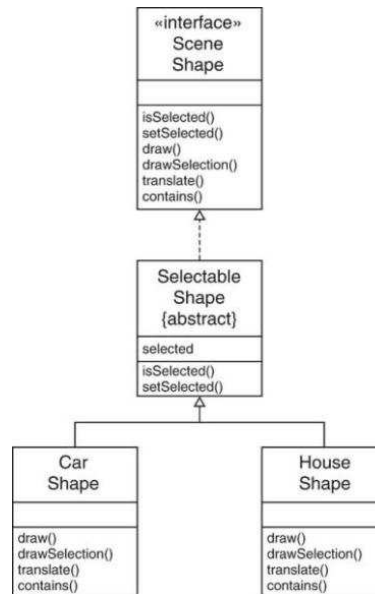 «interface»
Scene
Shape
isSelected()
setSelected()
draw()
drawSelection()
translate()
contains()
Selectable
Shape
{abstract}
selected
isSelected()
setSelected()
Car
Shape
draw()
drawSelection()
translate()
contains()
House
Shape
draw()
drawSelection()
translate()
contains()